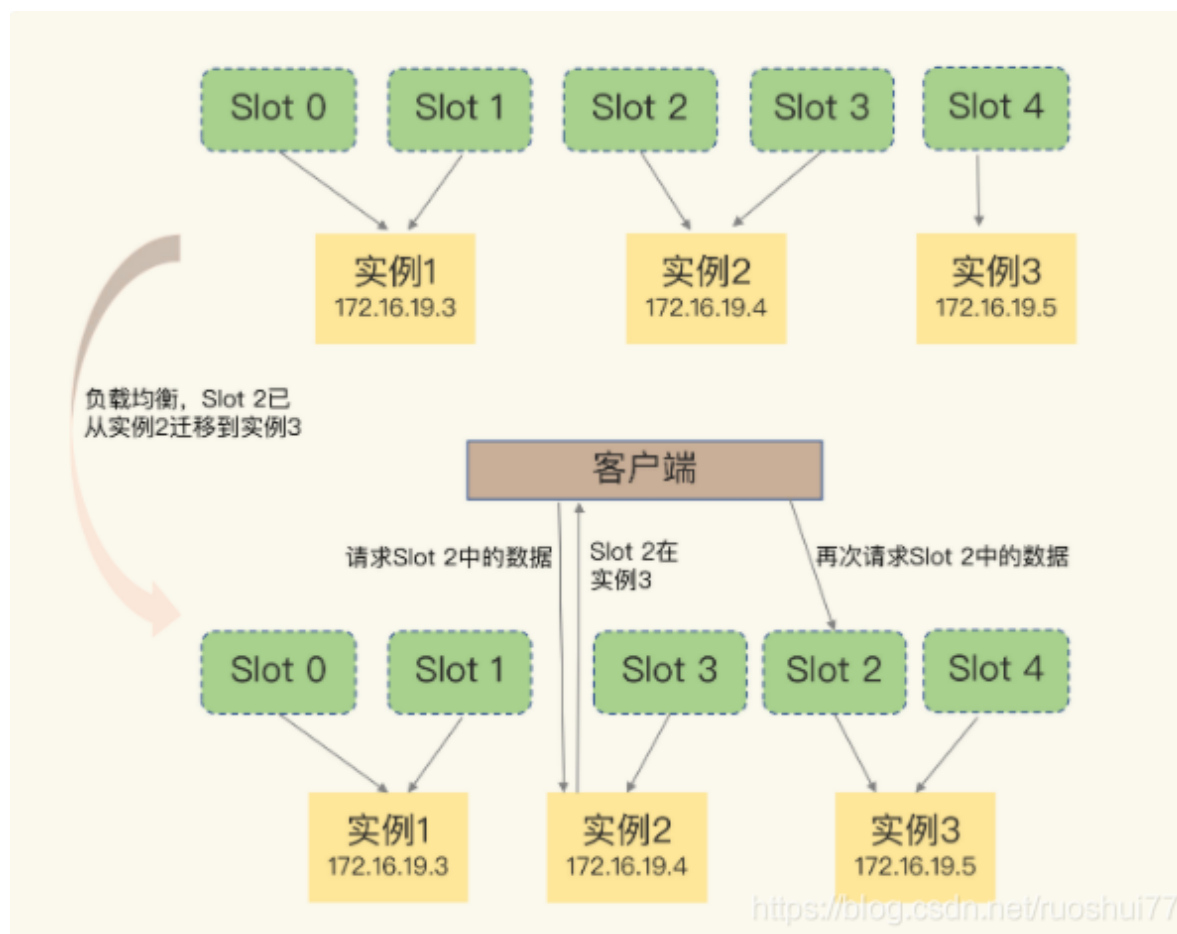 Slot 0
Slot 1
Slot 2
Slot 3
Slot 4
实例1
172.16.19.3
实例2
172.16.19.4
实例3
172.16.19.5
负载均衡，Slot 2已
从实例2迁移到实例3
客户端
请求Slot 2中的数据
Slot 2在
实例3
再次请求Slot 2中的数据
Slot 0
Slot 1
Slot 3
Slot 2
Slot 4
实例1
172.16.19.3
实例2
172.16.19.4
实例3
172.16.19.5
https://blog.csdn.net/ruoshui77